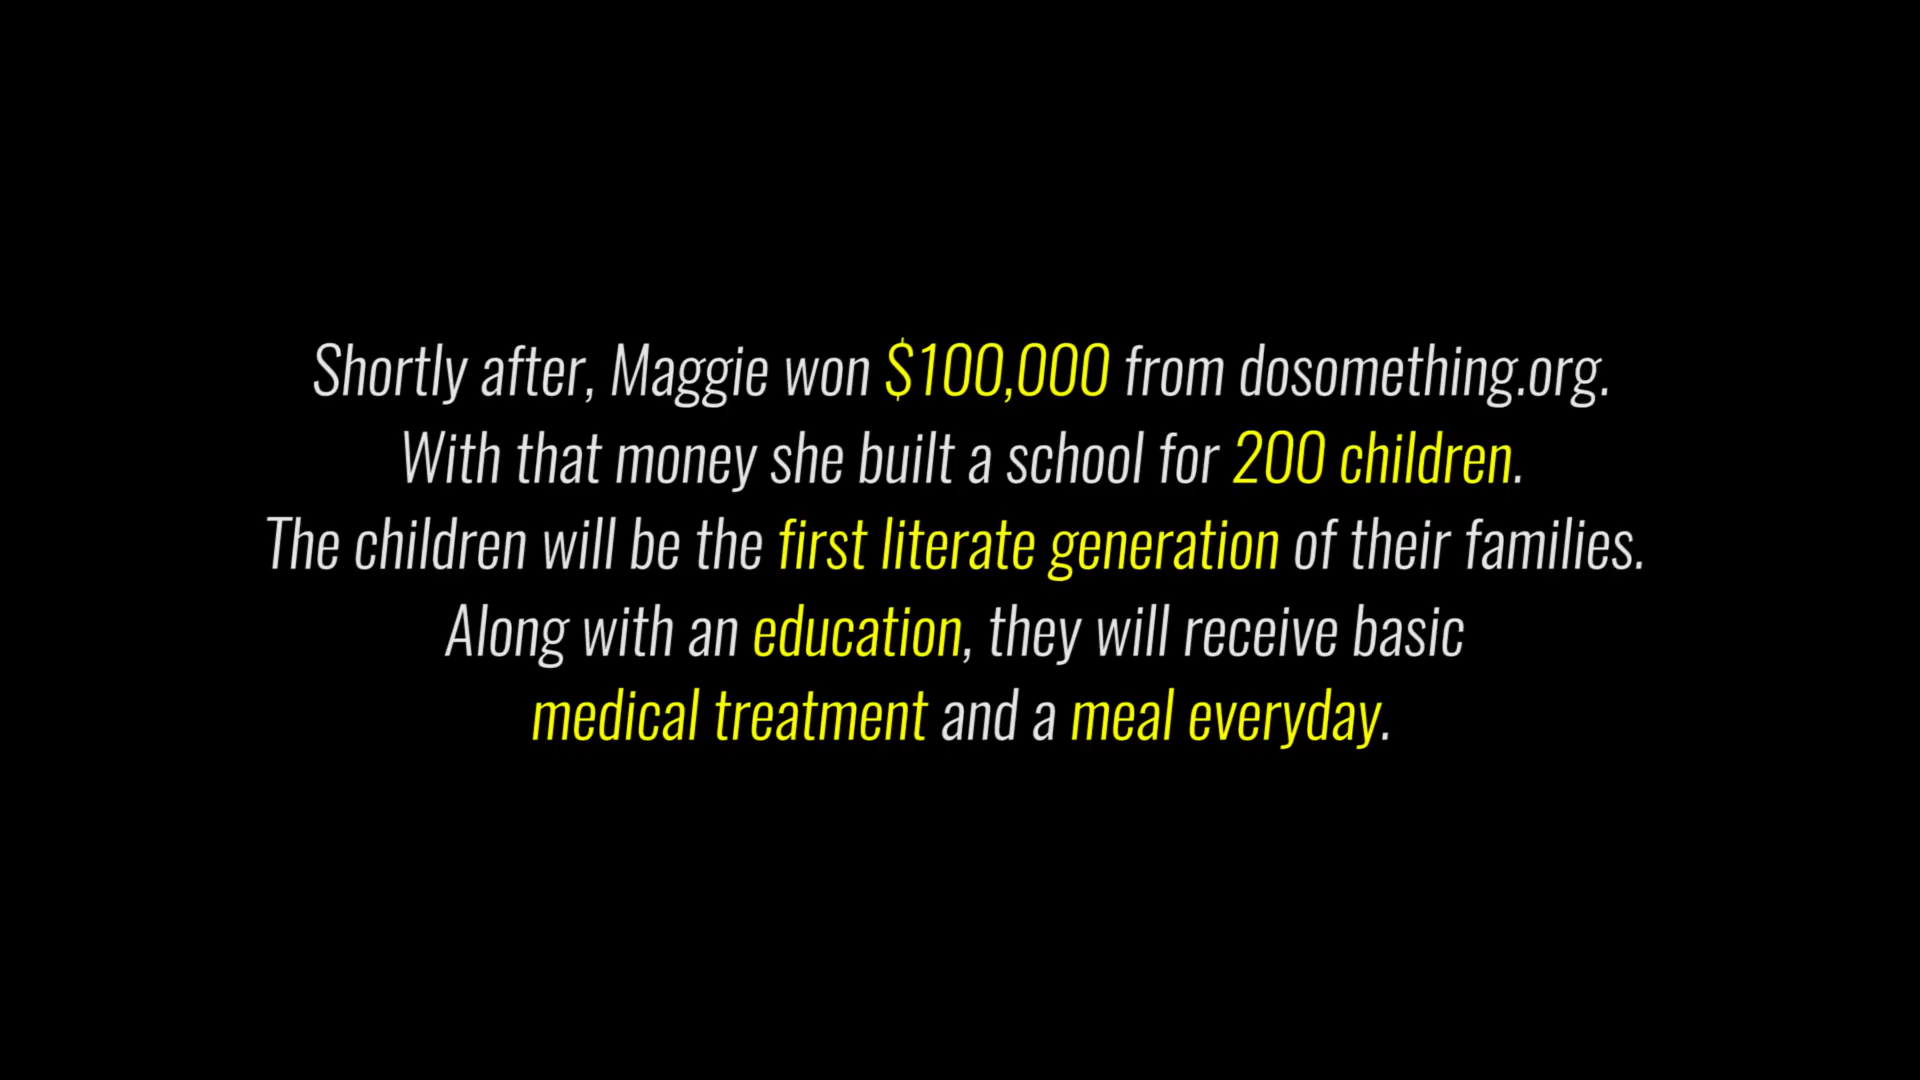 Shortly after, Maggie won $100,000 from dosomething.org.
With that money she built a school for 200 children.
The children will be the first literate generation of their families.
Along with an education, they will receive basic
medical treatment and a meal everyday.